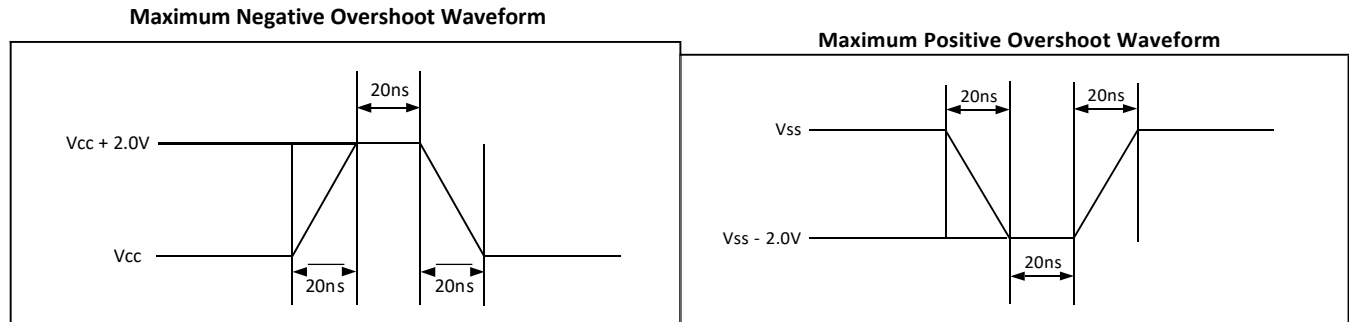 Maximum Negative Overshoot Waveform
20ns
Vcc + 2.0V
Vcc
20ns
20ns
Maximum Positive Overshoot Waveform
20ns
20ns
Vss
Vss - 2.0V
20ns